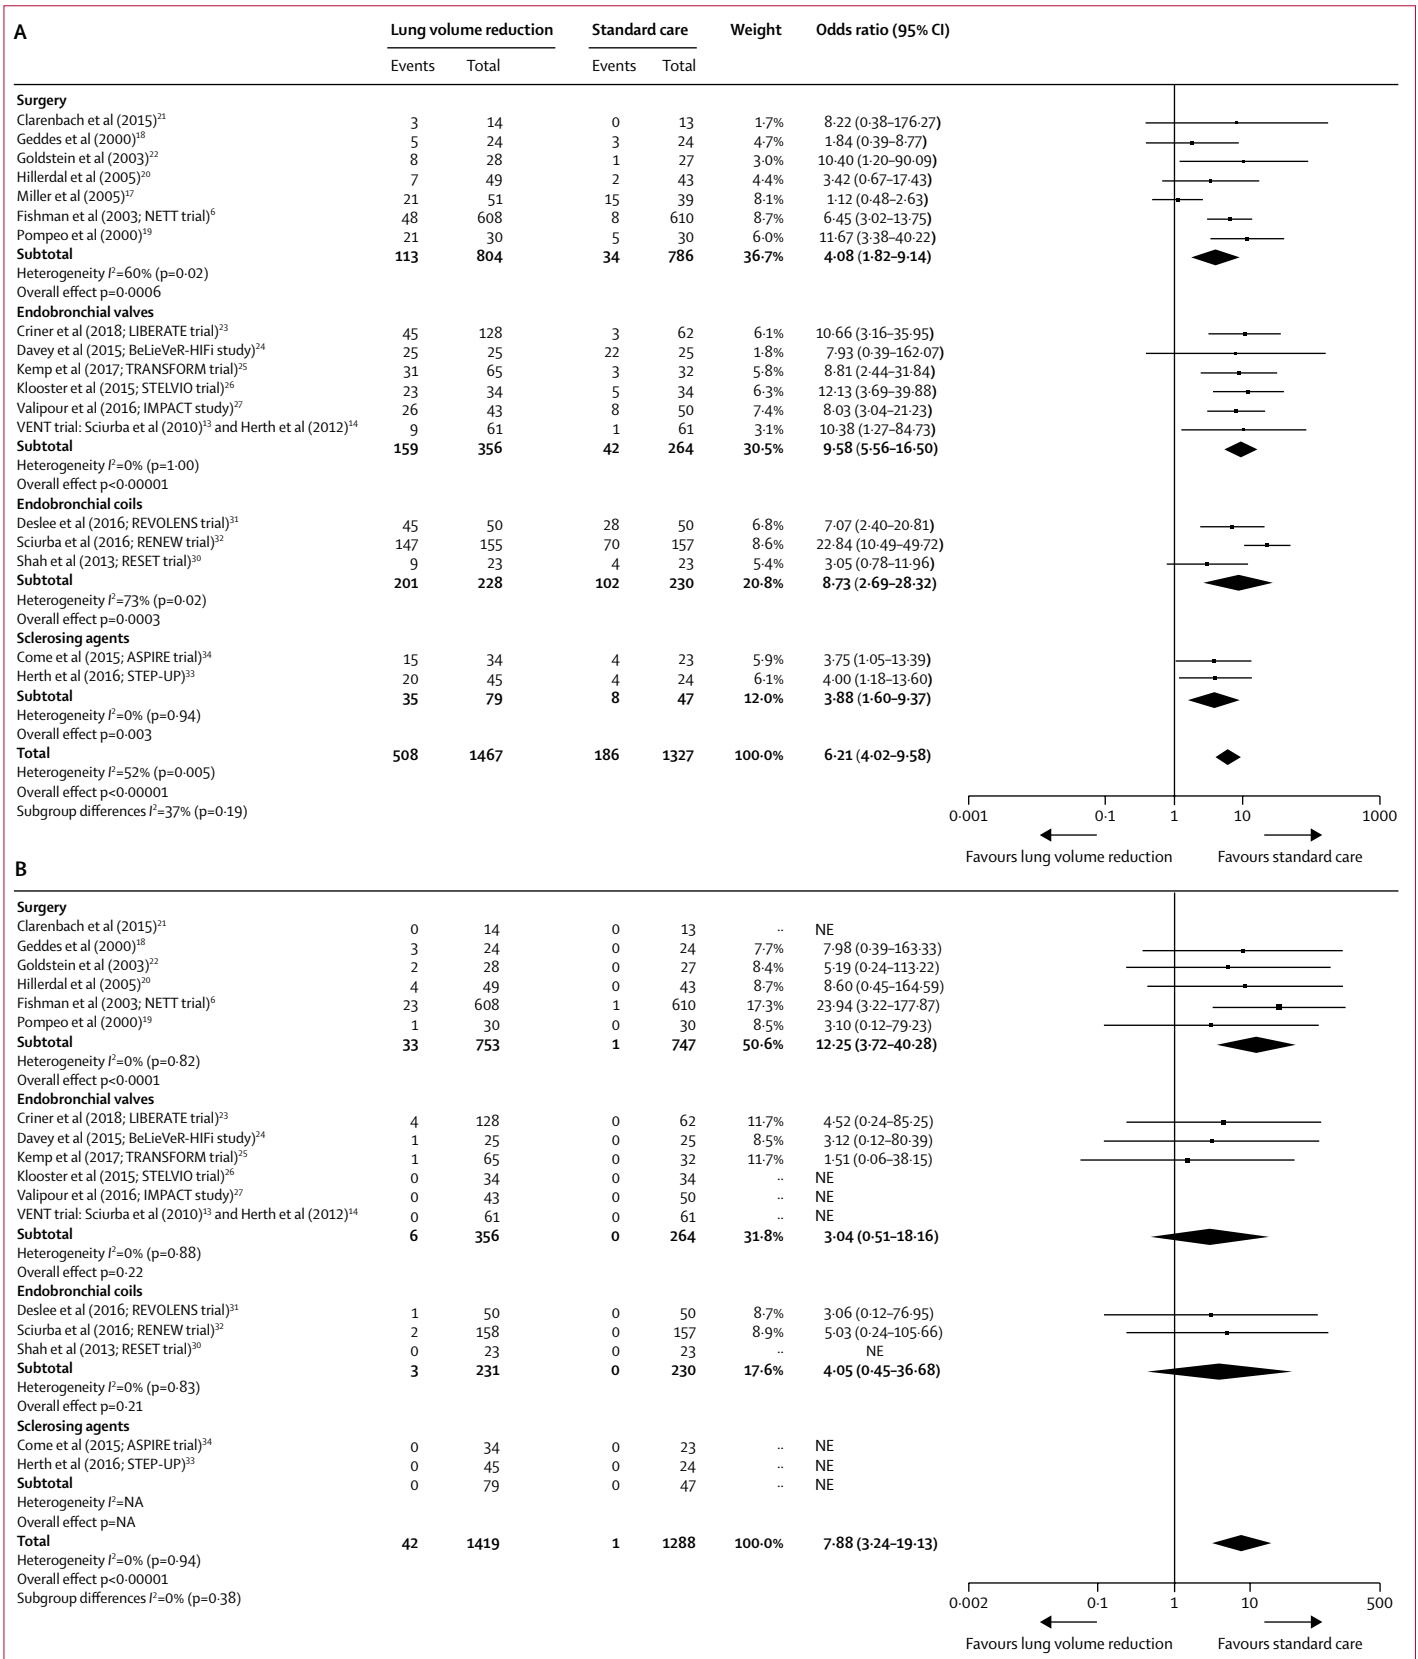 A
Lung volume reduction Standard care Weight Odds ratio (95% CI)
Events Total Events Total
Surgery
Clarenbach et al (2015)21 3 14 0 13 1·7% 8·22 (0·38–176·27)
Geddes et al (2000)18 5 24 3 24 4·7% 1·84 (0·39–8·77)
Goldstein et al (2003)22 8 28 1 27 3·0% 10·40 (1·20–90·09)
Hillerdal et al (2005)20 7 49 2 43 4·4% 3·42 (0·67–17·43)
Miller et al (2005)17 21 51 15 39 8·1% 1·12 (0·48–2·63)
Fishman et al (2003; NETT trial)6 48 608 8 610 8·7% 6·45 (3·02–13·75)
Pompeo et al (2000)19 21 30 5 30 6·0% 11·67 (3·38–40·22)
Subtotal 113 804 34 786 36·7% 4·08 (1·82–9·14)
Heterogeneity I2=60% (p=0·02)
Overall effect p=0·0006
Endobronchial valves
Criner et al (2018; LIBERATE trial)23 45 128 3 62 6·1% 10·66 (3·16–35·95)
Davey et al (2015; BeLieVeR-HIFi study)24 25 25 22 25 1·8% 7·93 (0·39–162·07)
Kemp et al (2017; TRANSFORM trial)25 31 65 3 32 5·8% 8·81 (2·44–31·84)
Klooster et al (2015; STELVIO trial)26 23 34 5 34 6·3% 12·13 (3·69–39·88)
Valipour et al (2016; IMPACT study)27 26 43 8 50 7·4% 8·03 (3·04–21·23)
VENT trial: Sciurba et al (2010)13 and Herth et al (2012)14 9 61 1 61 3·1% 10·38 (1·27–84·73)
Subtotal 159 356 42 264 30·5% 9·58 (5·56–16·50)
Heterogeneity I2=0% (p=1·00)
Overall effect p<0·00001
Endobronchial coils
Deslee et al (2016; REVOLENS trial)31 45 50 28 50 6·8% 7·07 (2·40–20·81)
Sciurba et al (2016; RENEW trial)32 147 155 70 157 8·6% 22·84 (10·49–49·72)
Shah et al (2013; RESET trial)30 9 23 4 23 5·4% 3·05 (0·78–11·96)
Subtotal 201 228 102 230 20·8% 8·73 (2·69–28·32)
Heterogeneity I2=73% (p=0·02)
Overall effect p=0·0003
Sclerosing agents
Come et al (2015; ASPIRE trial)34 15 34 4 23 5·9% 3·75 (1·05–13·39)
Herth et al (2016; STEP-UP)33 20 45 4 24 6·1% 4·00 (1·18–13·60)
Subtotal 35 79 8 47 12·0% 3·88 (1·60–9·37)
Heterogeneity I2=0% (p=0·94)
Overall effect p=0·003
Total 508 1467 186 1327 100·0% 6·21 (4·02–9·58)
Heterogeneity I2=52% (p=0·005)
Overall effect p<0·00001
Subgroup differences I2=37% (p=0·19)
0·001 0·1 1 10 1000
Favours lung volume reduction Favours standard care
B
Surgery
Clarenbach et al (2015)21 0 14 0 13 ·· NE
Geddes et al (2000)18 3 24 0 24 7·7% 7·98 (0·39–163·33)
Goldstein et al (2003)22 2 28 0 27 8·4% 5·19 (0·24–113·22)
Hillerdal et al (2005)20 4 49 0 43 8·7% 8·60 (0·45–164·59)
Fishman et al (2003; NETT trial)6 23 608 1 610 17·3% 23·94 (3·22–177·87)
Pompeo et al (2000)19 1 30 0 30 8·5% 3·10 (0·12–79·23)
Subtotal 33 753 1 747 50·6% 12·25 (3·72–40·28)
Heterogeneity I2=0% (p=0·82)
Overall effect p<0·0001
Endobronchial valves
Criner et al (2018; LIBERATE trial)23 4 128 0 62 11·7% 4·52 (0·24–85·25)
Davey et al (2015; BeLieVeR-HIFi study)24 1 25 0 25 8·5% 3·12 (0·12–80·39)
Kemp et al (2017; TRANSFORM trial)25 1 65 0 32 11·7% 1·51 (0·06–38·15)
Klooster et al (2015; STELVIO trial)26 0 34 0 34 ·· NE
Valipour et al (2016; IMPACT study)27 0 43 0 50 ·· NE
VENT trial: Sciurba et al (2010)13 and Herth et al (2012)14 0 61 0 61 ·· NE
Subtotal 6 356 0 264 31·8% 3·04 (0·51–18·16)
Heterogeneity I2=0% (p=0·88)
Overall effect p=0·22
Endobronchial coils
Deslee et al (2016; REVOLENS trial)31 1 50 0 50 8·7% 3·06 (0·12–76·95)
Sciurba et al (2016; RENEW trial)32 2 158 0 157 8·9% 5·03 (0·24–105·66)
Shah et al (2013; RESET trial)30 0 23 0 23 ·· NE
Subtotal 3 231 0 230 17·6% 4·05 (0·45–36·68)
Heterogeneity I2=0% (p=0·83)
Overall effect p=0·21
Sclerosing agents
Come et al (2015; ASPIRE trial)34 0 34 0 23 ·· NE
Herth et al (2016; STEP-UP)33 0 45 0 24 ·· NE
Subtotal 0 79 0 47 ·· NE
Heterogeneity I2=NA
Overall effect p=NA
Total 42 1419 1 1288 100·0% 7·88 (3·24–19·13)
Heterogeneity I2=0% (p=0·94)
Overall effect p<0·00001
Subgroup differences I2=0% (p=0·38)
0·002 0·1 1 10 500
Favours lung volume reduction Favours standard care